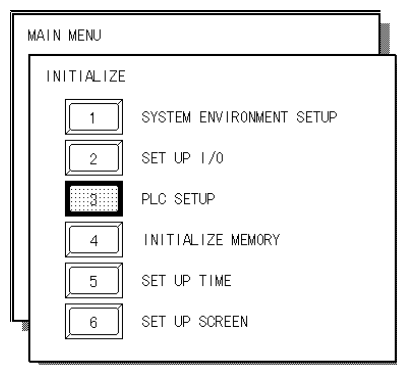 MAIN MENU
INITIALIZE
1 SYSTEM ENVIRONMENT SETUP
2 SET UP I/O
3 PLC SETUP
4 INITIALIZE MEMORY
5 SET UP TIME
6 SET UP SCREEN